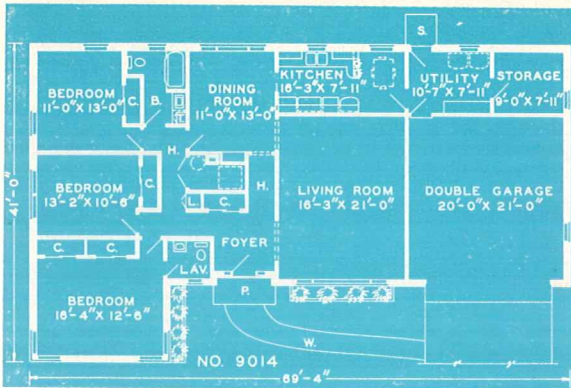 S.
BEDROOM
11'-0" X 13'-0"
C.
B.
DINING
ROOM
11'-0" X 13'-0"
KITCHEN
16'-3" X 7'-11"
UTILITY
10'-7" X 7'-11"
STORAGE
9'-0" X 7'-11"
H.
BEDROOM
13'-2" X 10'-6"
C.
L.
C.
H.
LIVING ROOM
16'-3" X 21'-0"
DOUBLE GARAGE
20'-0" X 21'-0"
41'-0"
C.
C.
LAV.
FOYER
BEDROOM
16'-4" X 12'-6"
P.
W.
NO. 9014
69'-4"